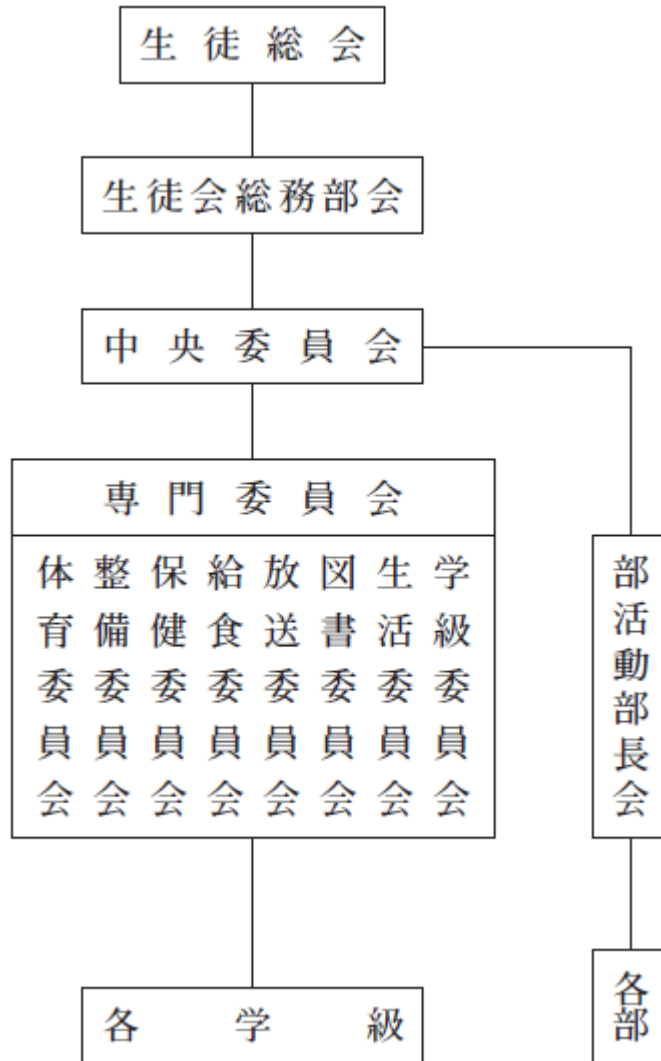 生徒総会
生徒会総務部会
中央委員会
専門委員会
学級委員会
生活委員会
図書委員会
放送委員会
給食委員会
保健委員会
整備委員会
体育委員会
部活動部長会
各学級
各部